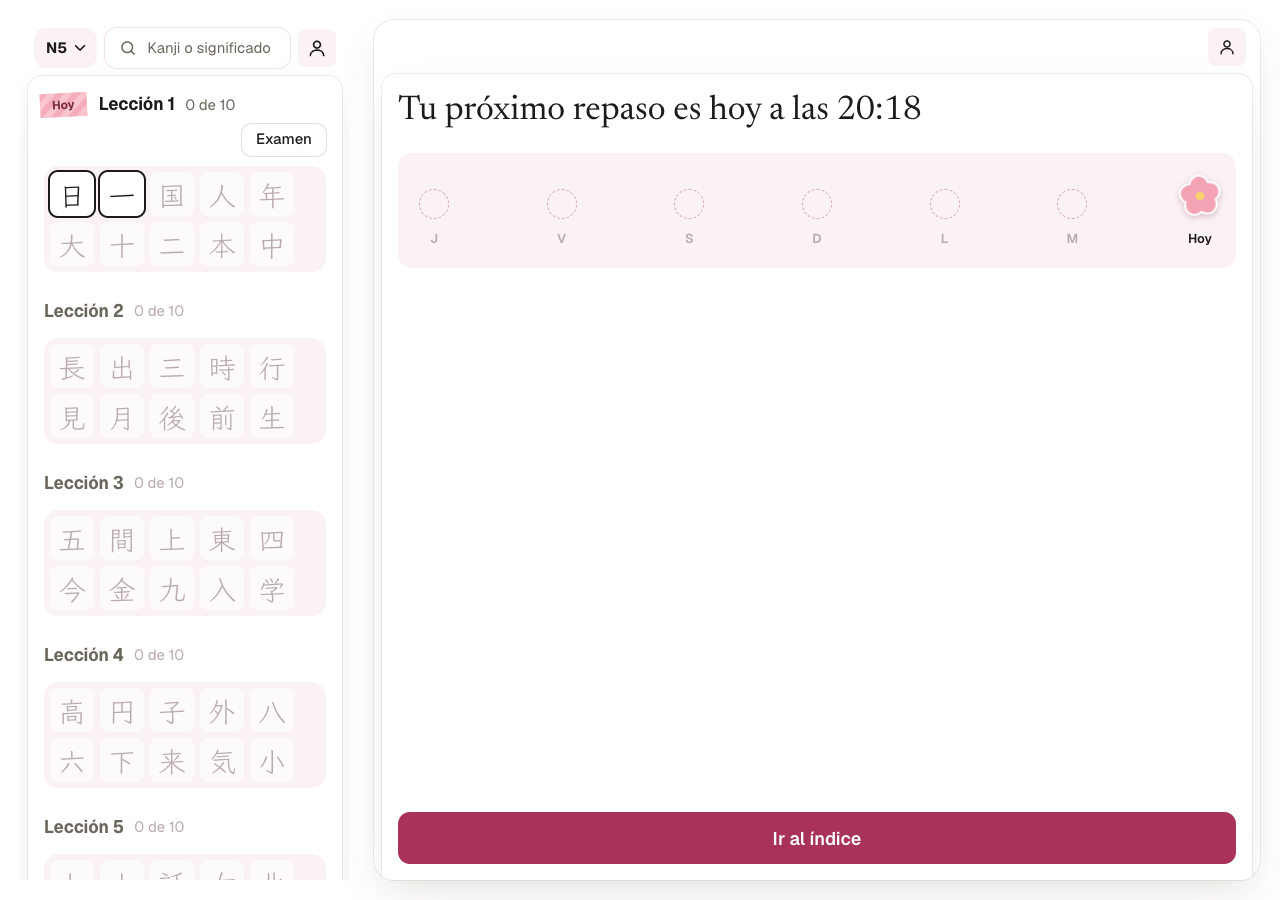 N5
Kanji o significado
Hoy
Lección 1
0 de 10
Examen
日 一 国 人 年
大 十 二 本 中
Lección 2
0 de 10
長 出 三 時 行
見 月 後 前 生
Lección 3
0 de 10
五 間 上 東 四
今 金 九 入 学
Lección 4
0 de 10
高 円 子 外 八
六 下 来 気 小
Lección 5
0 de 10
Tu próximo repaso es hoy a las 20:18
J V S D L M Hoy
Ir al índice